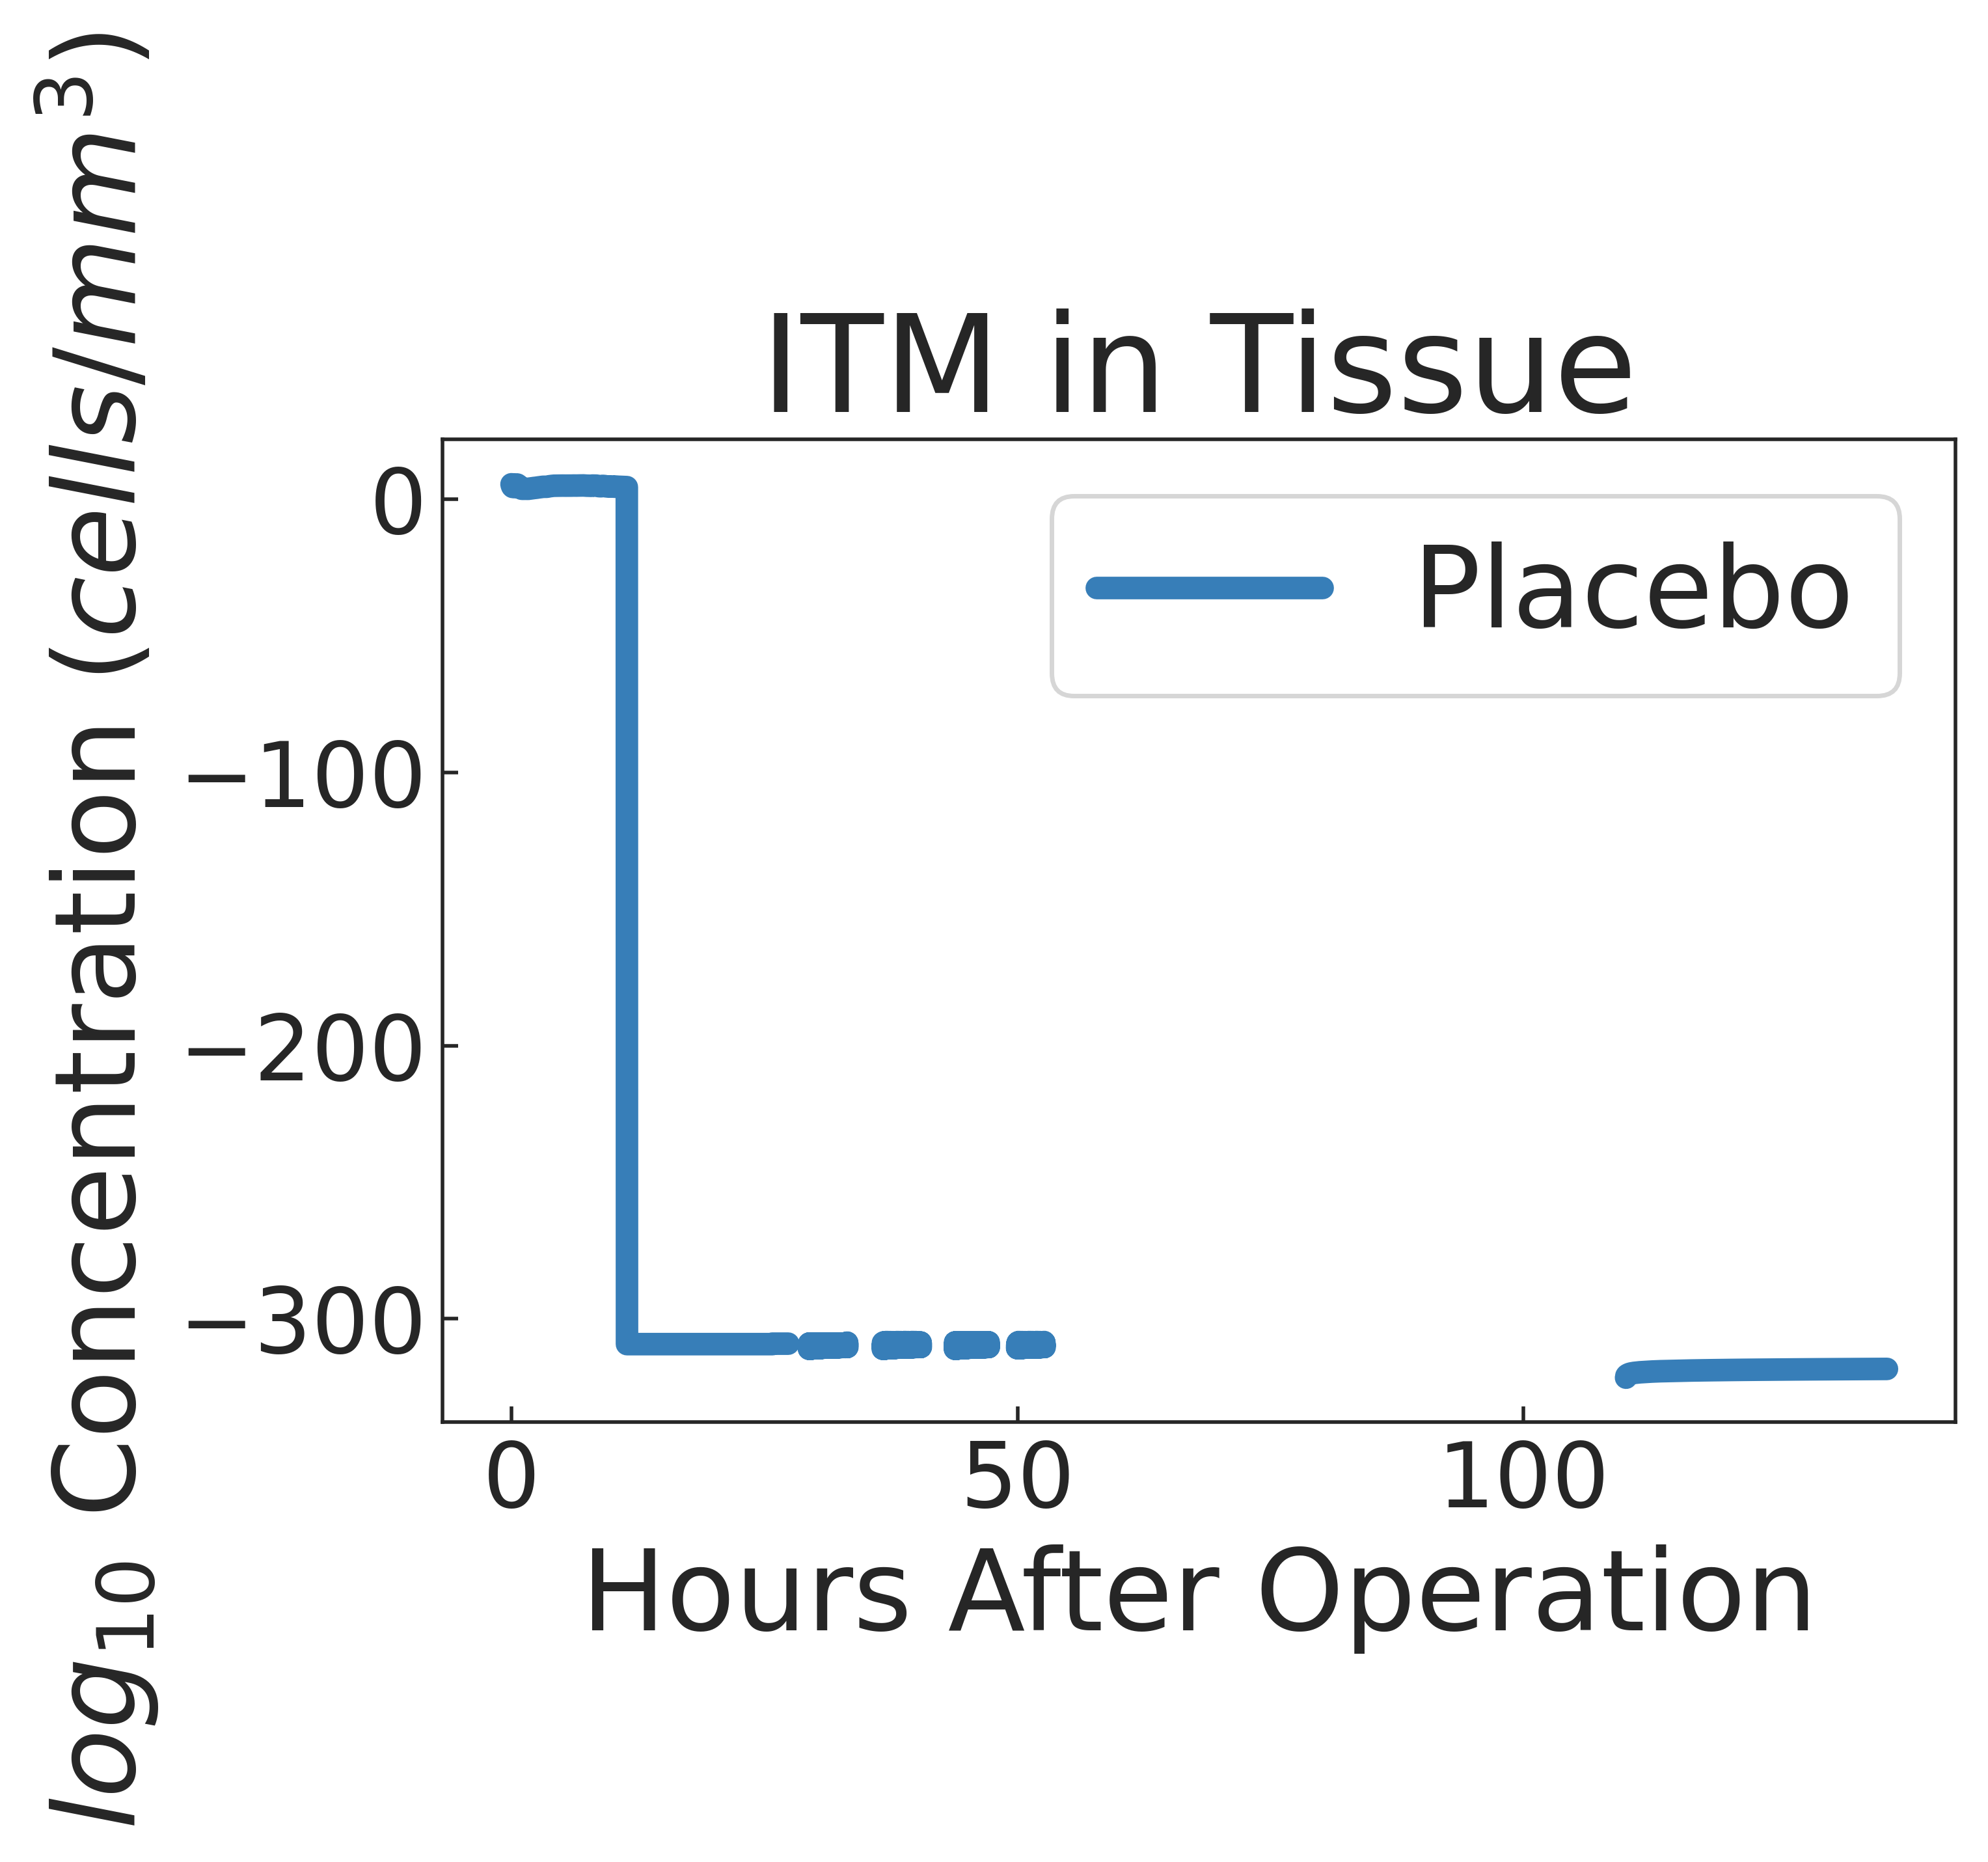 ITM in Tissue
log10 Concentration (cells/mm3)
0
−100
−200
−300
Placebo
0 50 100
Hours After Operation